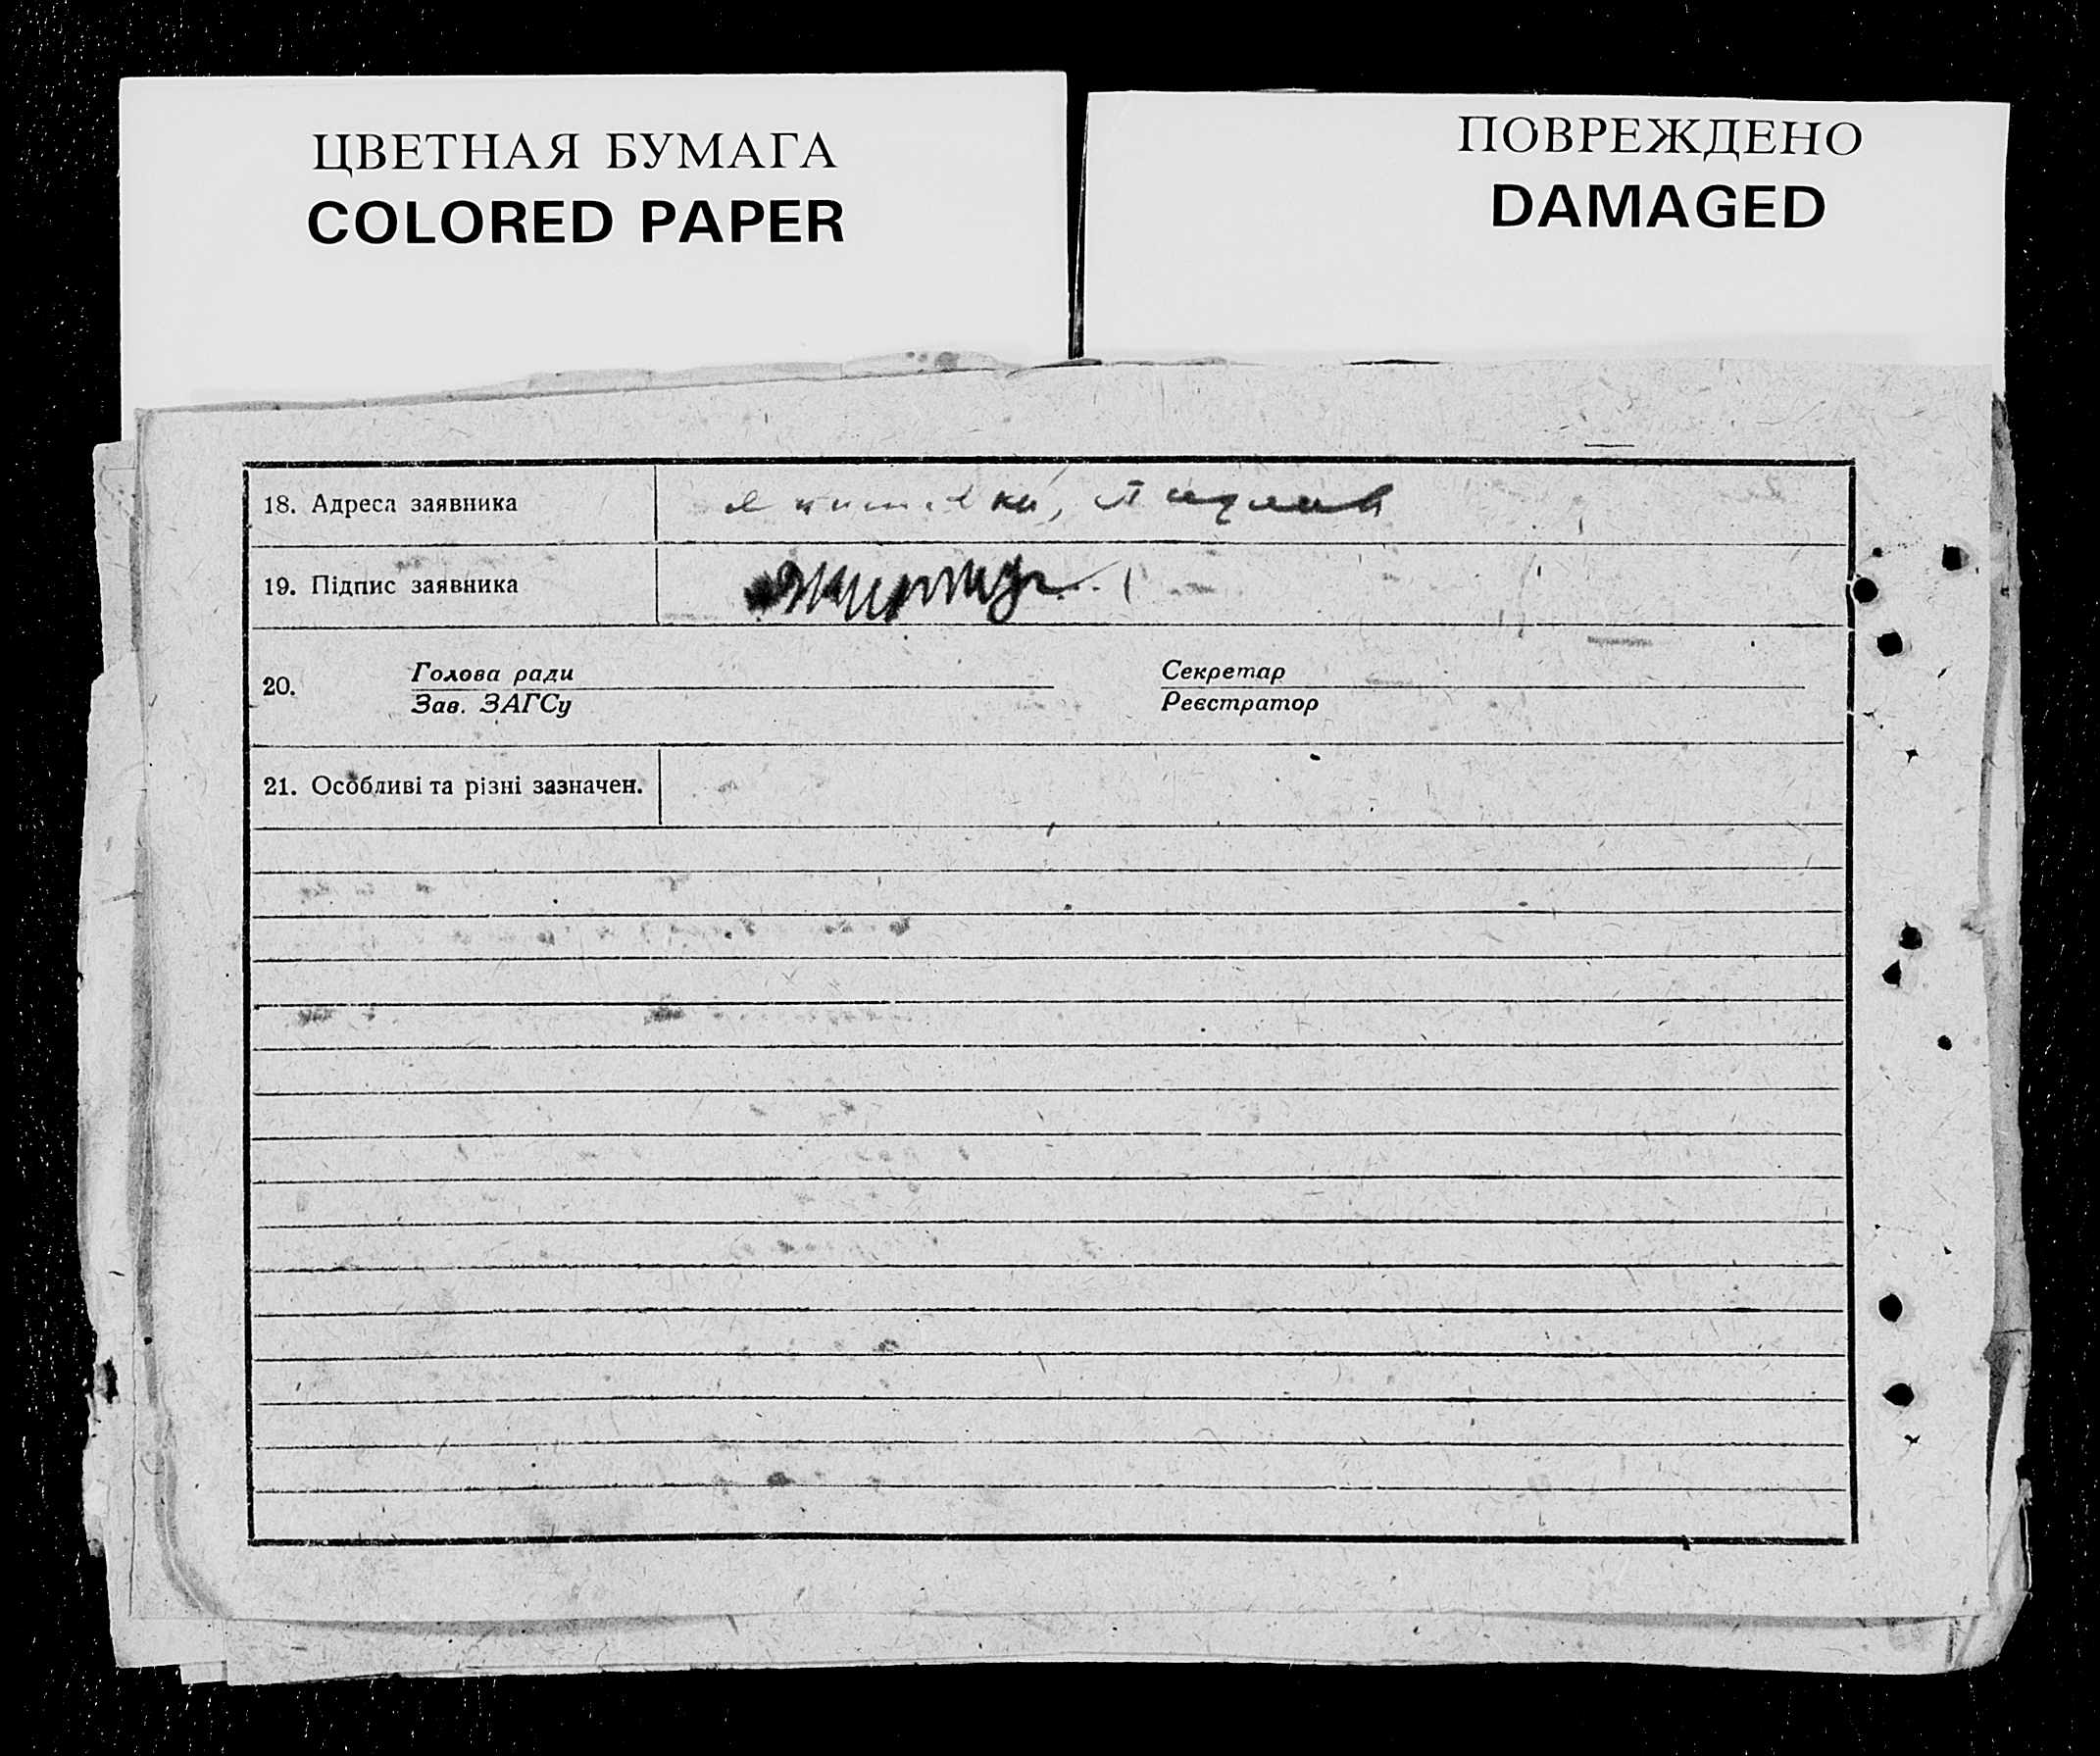 ЦВЕТНАЯ БУМАГА
COLORED PAPER
ПОВРЕЖДЕНО
DAMAGED
18. Адреса заявника
19. Підпис заявника
20. Голова ради Секретар
Зав. ЗАГСу Реєстратор
21. Особливі та різні зазначен.